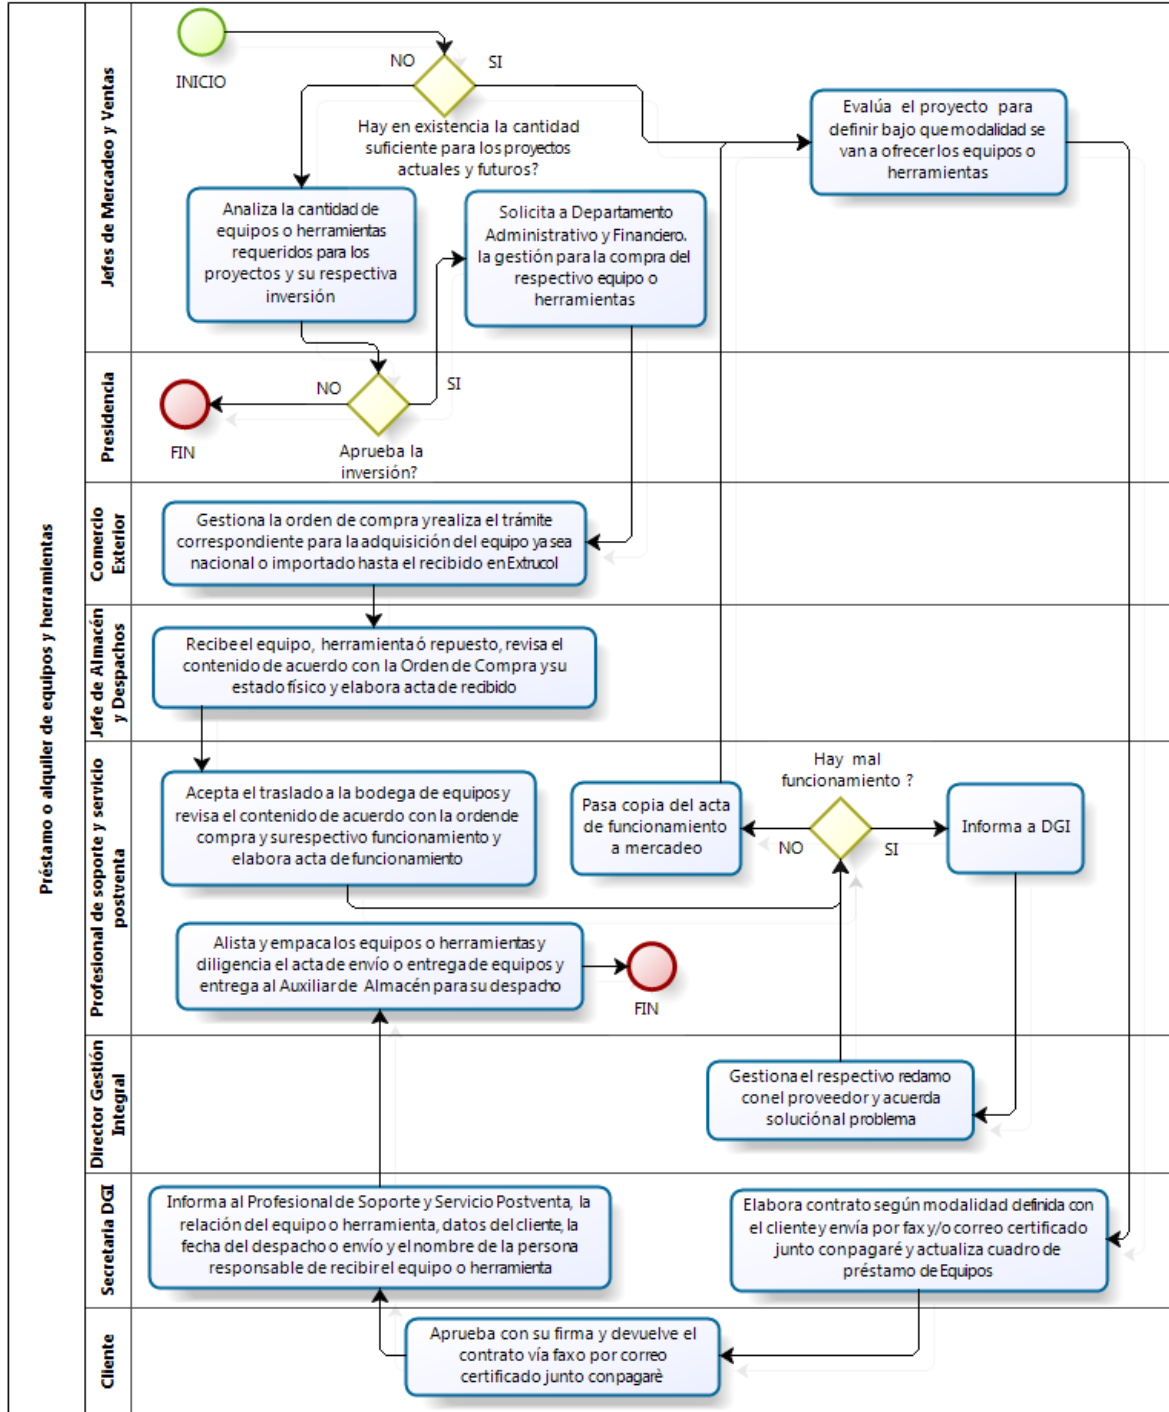 Préstamo o alquiler de equipos y herramientas
Jefes de Mercadeo y Ventas
INICIO
NO
SI
Hay en existencia la cantidad
suficiente para los proyectos
actuales y futuros?
Evalúa el proyecto para
definir bajo que modalidad se
van a ofrecer los equipos o
herramientas
Analiza la cantidad de
equipos o herramientas
requeridos para los
proyectos y su respectiva
inversión
Solicita a Departamento
Administrativo y Financiero.
la gestión para la compra del
respectivo equipo o
herramientas
Presidencia
NO
SI
FIN
Aprueba la
inversión?
Comercio
Exterior
Gestiona la orden de compra y realiza el trámite
correspondiente para la adquisición del equipo ya sea
nacional o importado hasta el recibido en Extrucol
Jefe de Almacén
y Despachos
Recibe el equipo, herramienta ó repuesto, revisa el
contenido de acuerdo con la Orden de Compra y su
estado físico y elabora acta de recibido
Profesional de soporte y servicio
postventa
Acepta el traslado a la bodega de equipos y
revisa el contenido de acuerdo con la orden de
compra y su respectivo funcionamiento y
elabora acta de funcionamiento
Pasa copia del acta
de funcionamiento
a mercadeo
Hay mal
funcionamiento ?
NO
SI
Informa a DGI
Alista y empaca los equipos o herramientas y
diligencia el acta de envío o entrega de equipos y
entrega al Auxiliar de Almacén para su despacho
FIN
Director Gestión
Integral
Gestiona el respectivo reclamo
con el proveedor y acuerda
solución al problema
Secretaria DGI
Informa al Profesional de Soporte y Servicio Postventa, la
relación del equipo o herramienta, datos del cliente, la
fecha del despacho o envío y el nombre de la persona
responsable de recibir el equipo o herramienta
Elabora contrato según modalidad definida con
el cliente y envía por fax y/o correo certificado
junto con pagaré y actualiza cuadro de
préstamo de Equipos
Cliente
Aprueba con su firma y devuelve el
contrato vía fax o por correo
certificado junto con pagarè